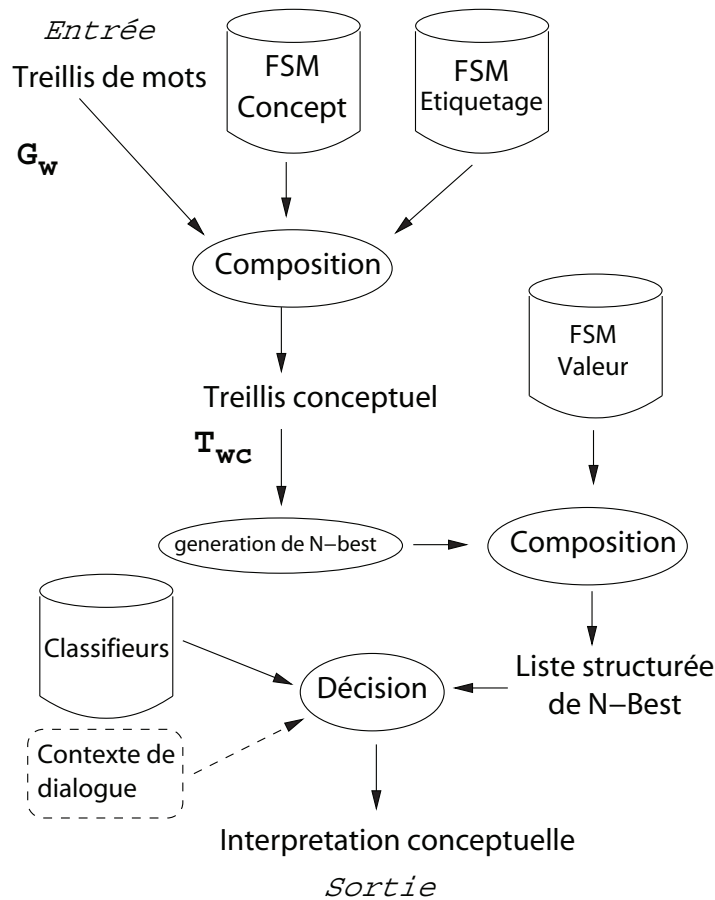 Entrée
Treillis de mots
FSM
Concept
FSM
Etiquetage
G_w
Composition
FSM
Valeur
Treillis conceptuel
T_wc
generation de N−best
Composition
Classifieurs
Décision
Liste structurée
de N−Best
Contexte de
dialogue
Interpretation conceptuelle
Sortie